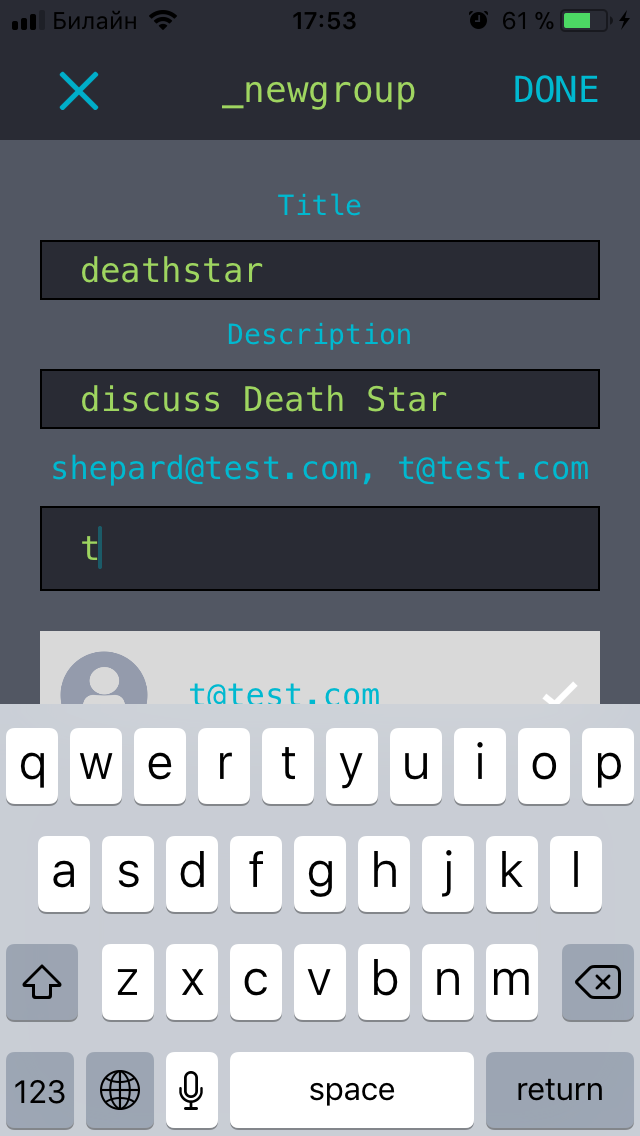 Билайн 17:53 61 %
_newgroup DONE
Title
deathstar
Description
discuss Death Star
shepard@test.com, t@test.com
t
t@test.com
q w e r t y u i o p
a s d f g h j k l
z x c v b n m
123 space return